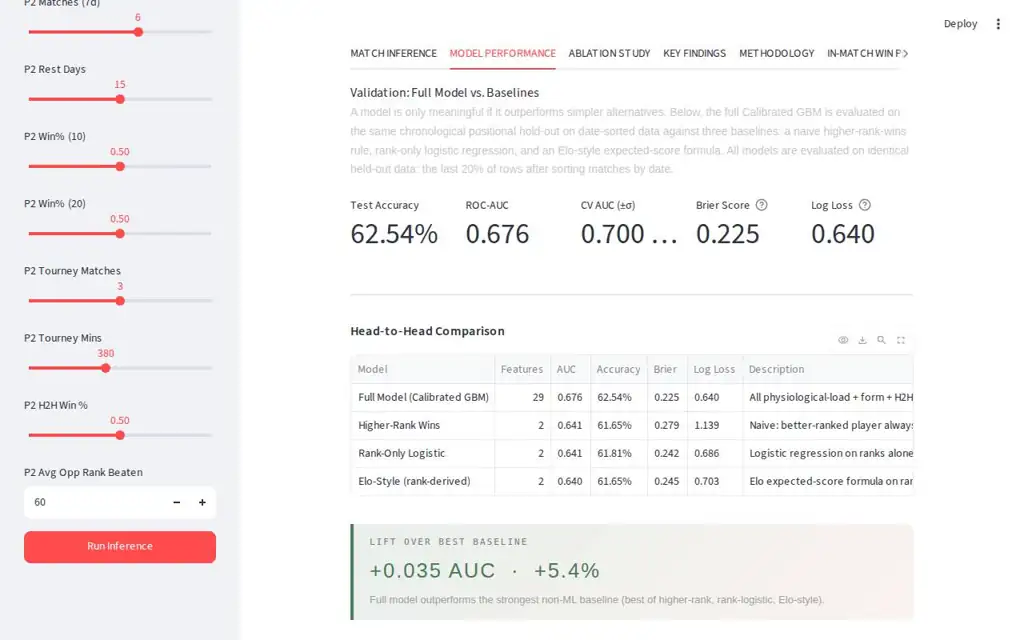 P2 Matches (7d)
6
P2 Rest Days
15
P2 Win% (10)
0.50
P2 Win% (20)
0.50
P2 Tourney Matches
3
P2 Tourney Mins
380
P2 H2H Win %
0.50
P2 Avg Opp Rank Beaten
60
Run Inference
Deploy
MATCH INFERENCE MODEL PERFORMANCE ABLATION STUDY KEY FINDINGS METHODOLOGY IN-MATCH WIN P
Validation: Full Model vs. Baselines
A model is only meaningful if it outperforms simpler alternatives. Below, the full Calibrated GBM is evaluated on
the same chronological positional hold-out on date-sorted data against three baselines: a naive higher-rank-wins
rule, rank-only logistic regression, and an Elo-style expected-score formula. All models are evaluated on identical
held-out data: the last 20% of rows after sorting matches by date.
Test Accuracy ROC-AUC CV AUC (±σ) Brier Score Log Loss
62.54% 0.676 0.700 … 0.225 0.640
Head-to-Head Comparison
Model Features AUC Accuracy Brier Log Loss Description
Full Model (Calibrated GBM) 29 0.676 62.54% 0.225 0.640 All physiological-load + form + H2H
Higher-Rank Wins 2 0.641 61.65% 0.279 1.139 Naive: better-ranked player always
Rank-Only Logistic 2 0.641 61.81% 0.242 0.686 Logistic regression on ranks alone
Elo-Style (rank-derived) 2 0.640 61.65% 0.245 0.703 Elo expected-score formula on ran
LIFT OVER BEST BASELINE
+0.035 AUC · +5.4%
Full model outperforms the strongest non-ML baseline (best of higher-rank, rank-logistic, Elo-style).